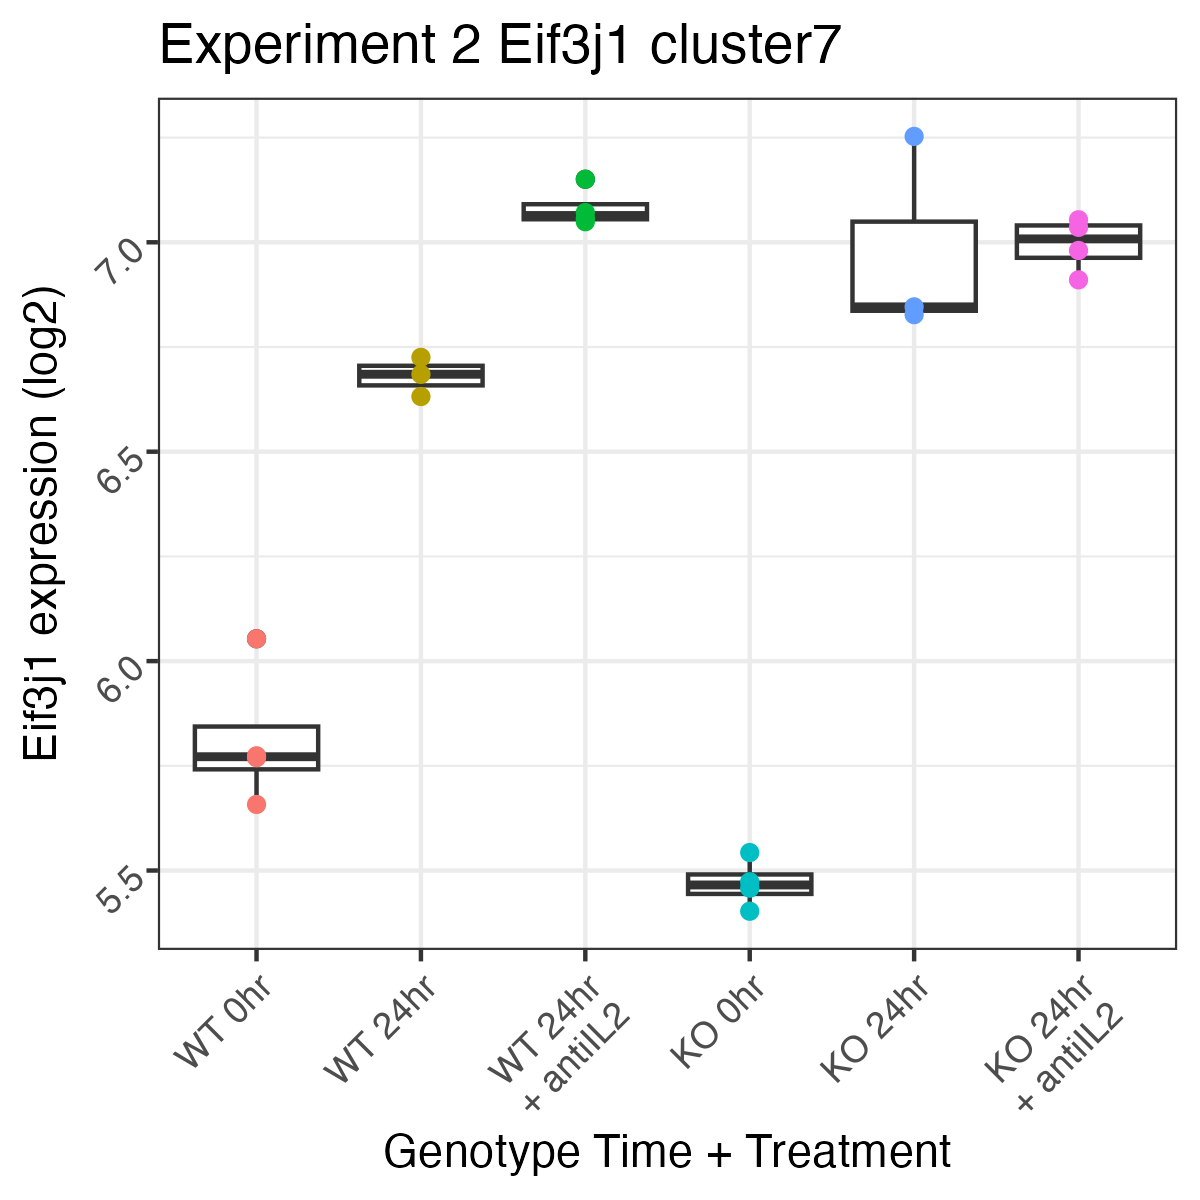 Experiment 2 Eif3j1 cluster7
Eif3j1 expression (log2)
7.0
6.5
6.0
5.5
WT 0hr
WT 24hr
WT 24hr
+ antiIL2
KO 0hr
KO 24hr
KO 24hr
+ antiIL2
Genotype Time + Treatment